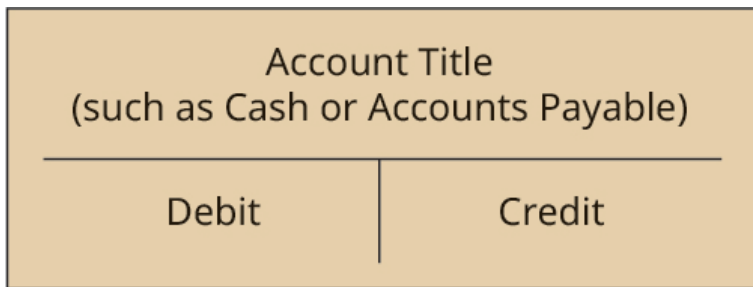 Account Title
(such as Cash or Accounts Payable)
Debit
Credit